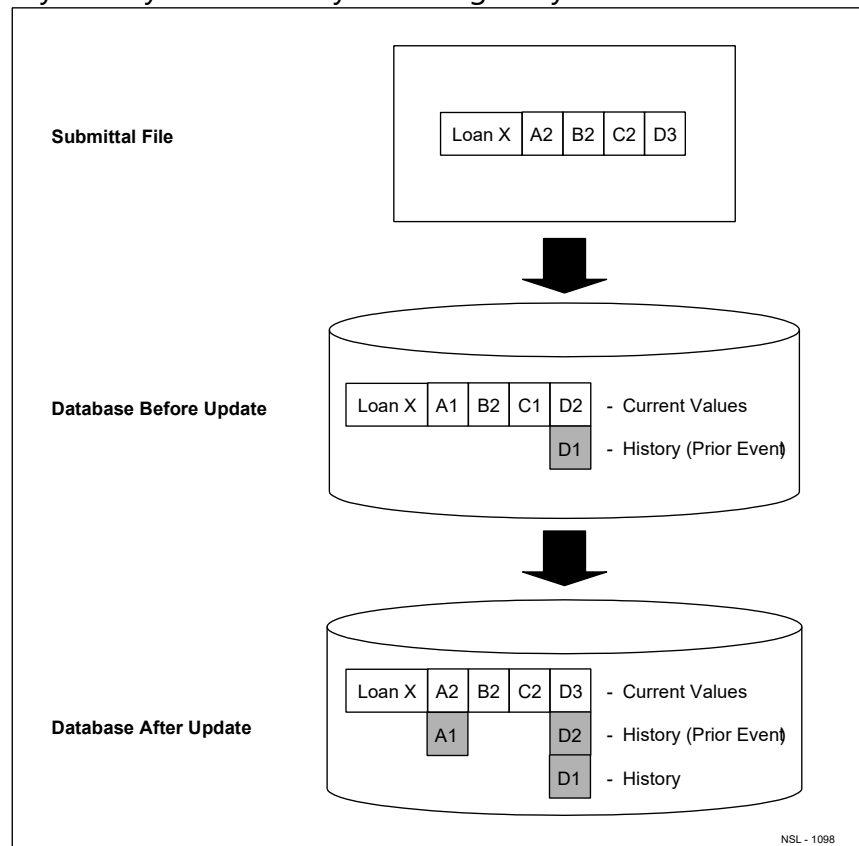 Submittal File
Loan X A2 B2 C2 D3
Database Before Update
Loan X A1 B2 C1 D2 - Current Values
D1 - History (Prior Event)
Database After Update
Loan X A2 B2 C2 D3 - Current Values
A1 D2 - History (Prior Event)
D1 - History
NSL - 1098